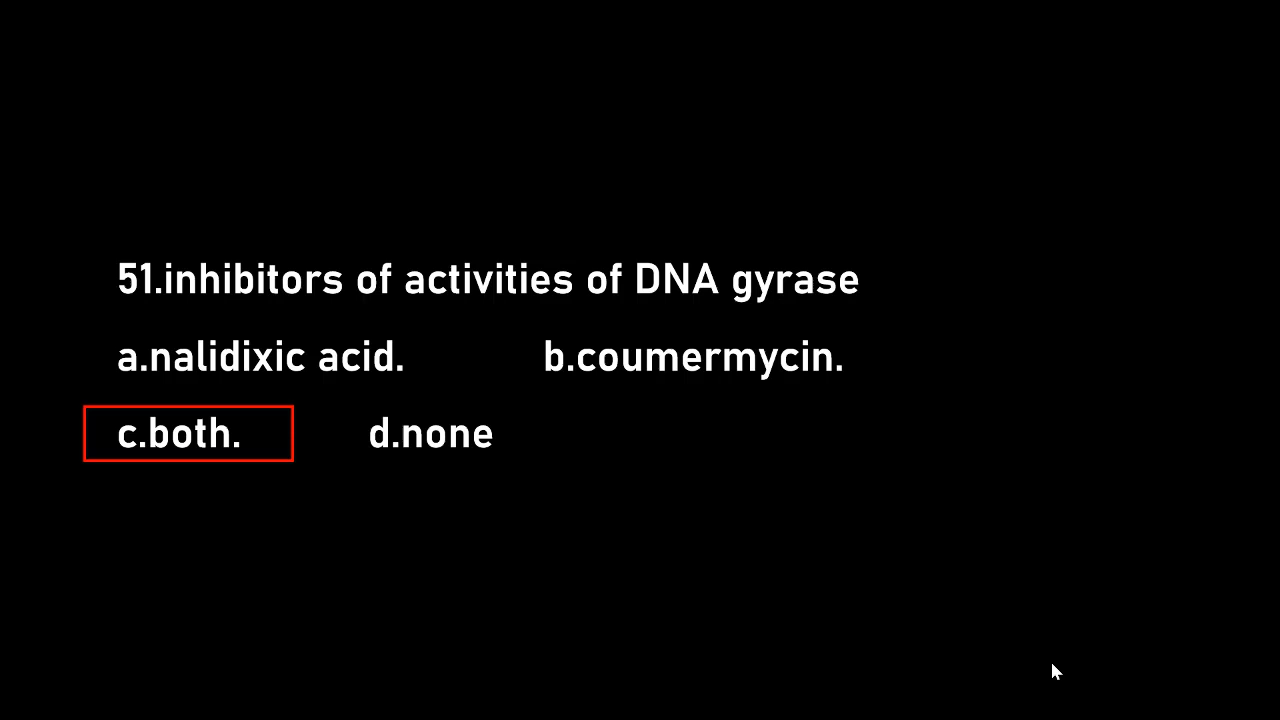 51.inhibitors of activities of DNA gyrase
a.nalidixic acid. b.coumermycin.
c.both. d.none